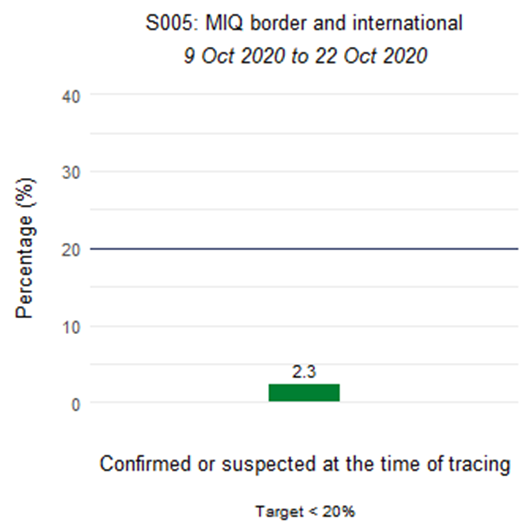 S005: MIQ border and international
9 Oct 2020 to 22 Oct 2020
Percentage (%)
40
30
20
10
0
2.3
Confirmed or suspected at the time of tracing
Target < 20%